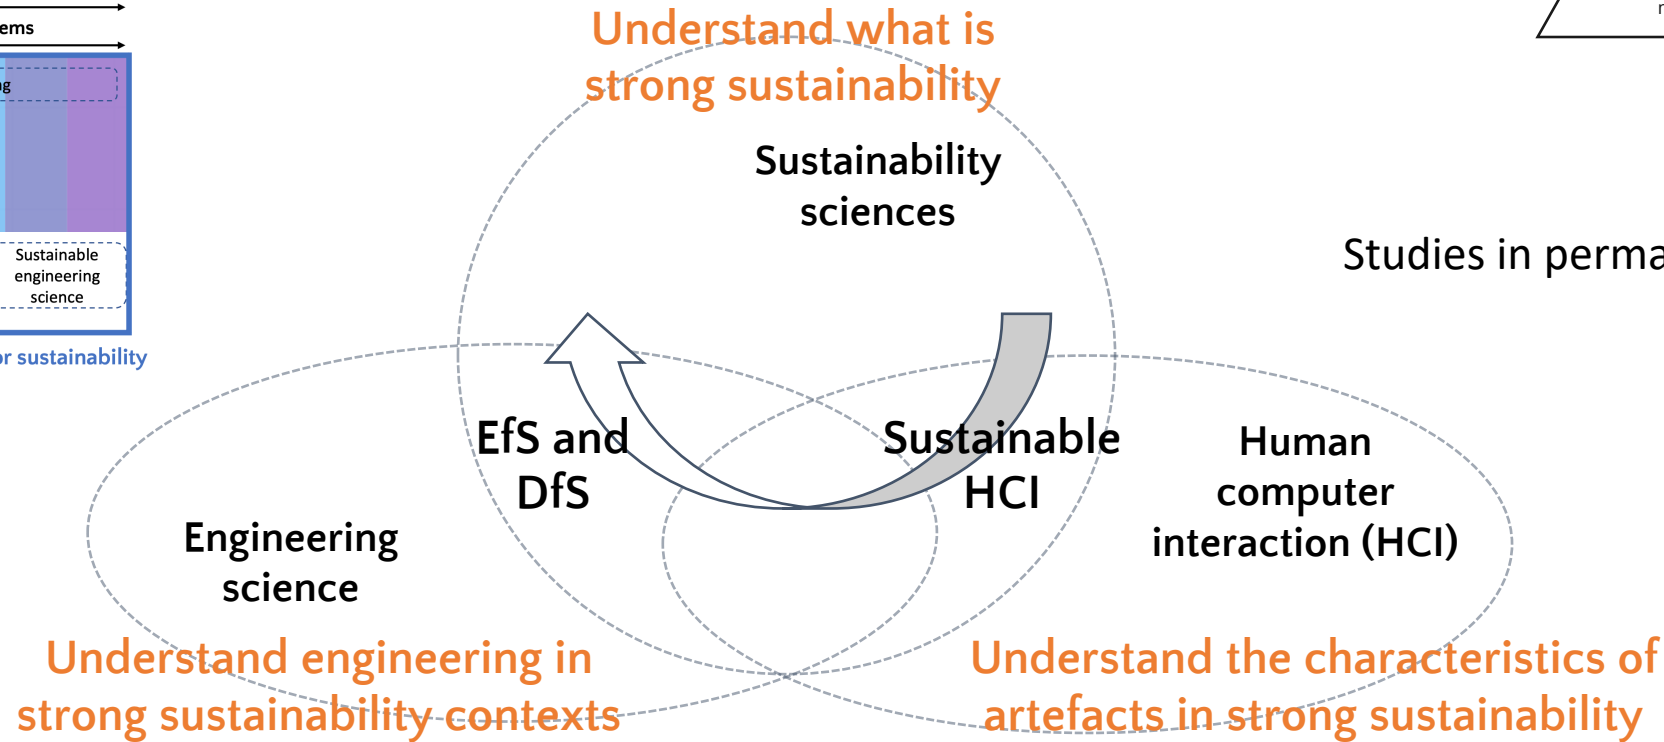 Understand what is
strong sustainability
Sustainability
sciences
Sustainable
engineering
science
sustainability
Studies in
EfS and
DfS
Sustainable
HCI
Human
computer
interaction (HCI)
Engineering
science
Understand engineering in
strong sustainability contexts
Understand the characteristics of
artefacts in strong sustainability